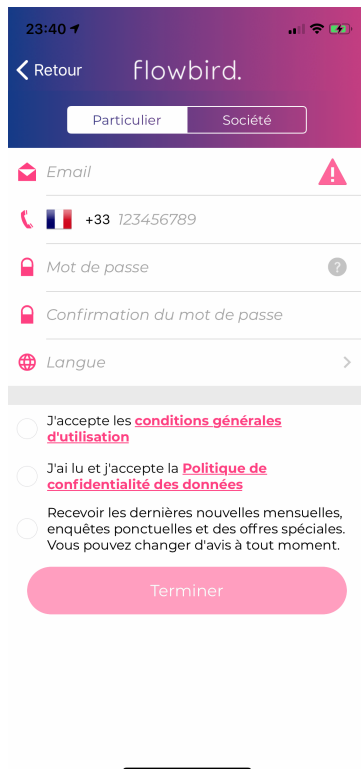 23:40
Retour
flowbird.
Particulier
Société
Email
+33 123456789
Mot de passe
?
Confirmation du mot de passe
Langue
J'accepte les conditions générales
d'utilisation
J'ai lu et j'accepte la Politique de
confidentialité des données
Recevoir les dernières nouvelles mensuelles,
enquêtes ponctuelles et des offres spéciales.
Vous pouvez changer d'avis à tout moment.
Terminer